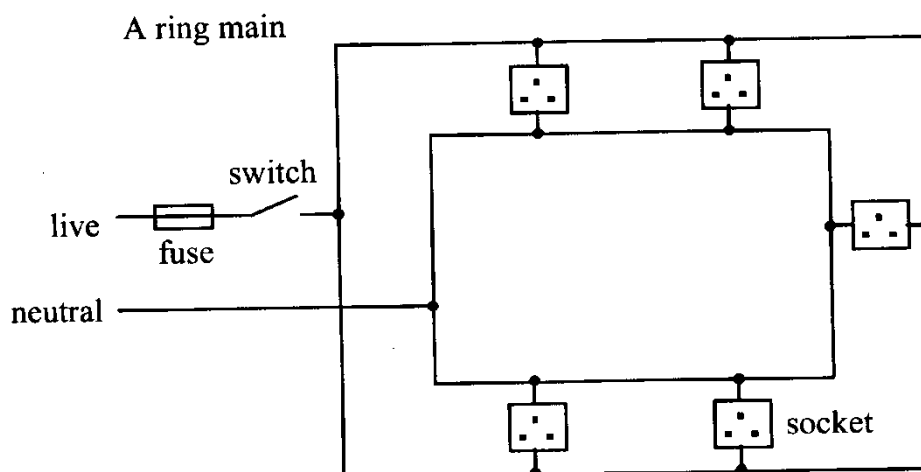 A ring main
switch
live
fuse
neutral
socket